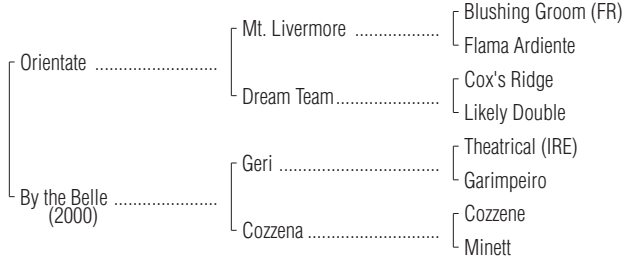 Blushing Groom (FR)
Mt. Livermore ..................
Flama Ardiente
Orientate ..........................
Cox's Ridge
Dream Team......................
Likely Double
Theatrical (IRE)
Geri ..................................
Garimpeiro
By the Belle ......................
(2000)
Cozzene
Cozzena ............................
Minett